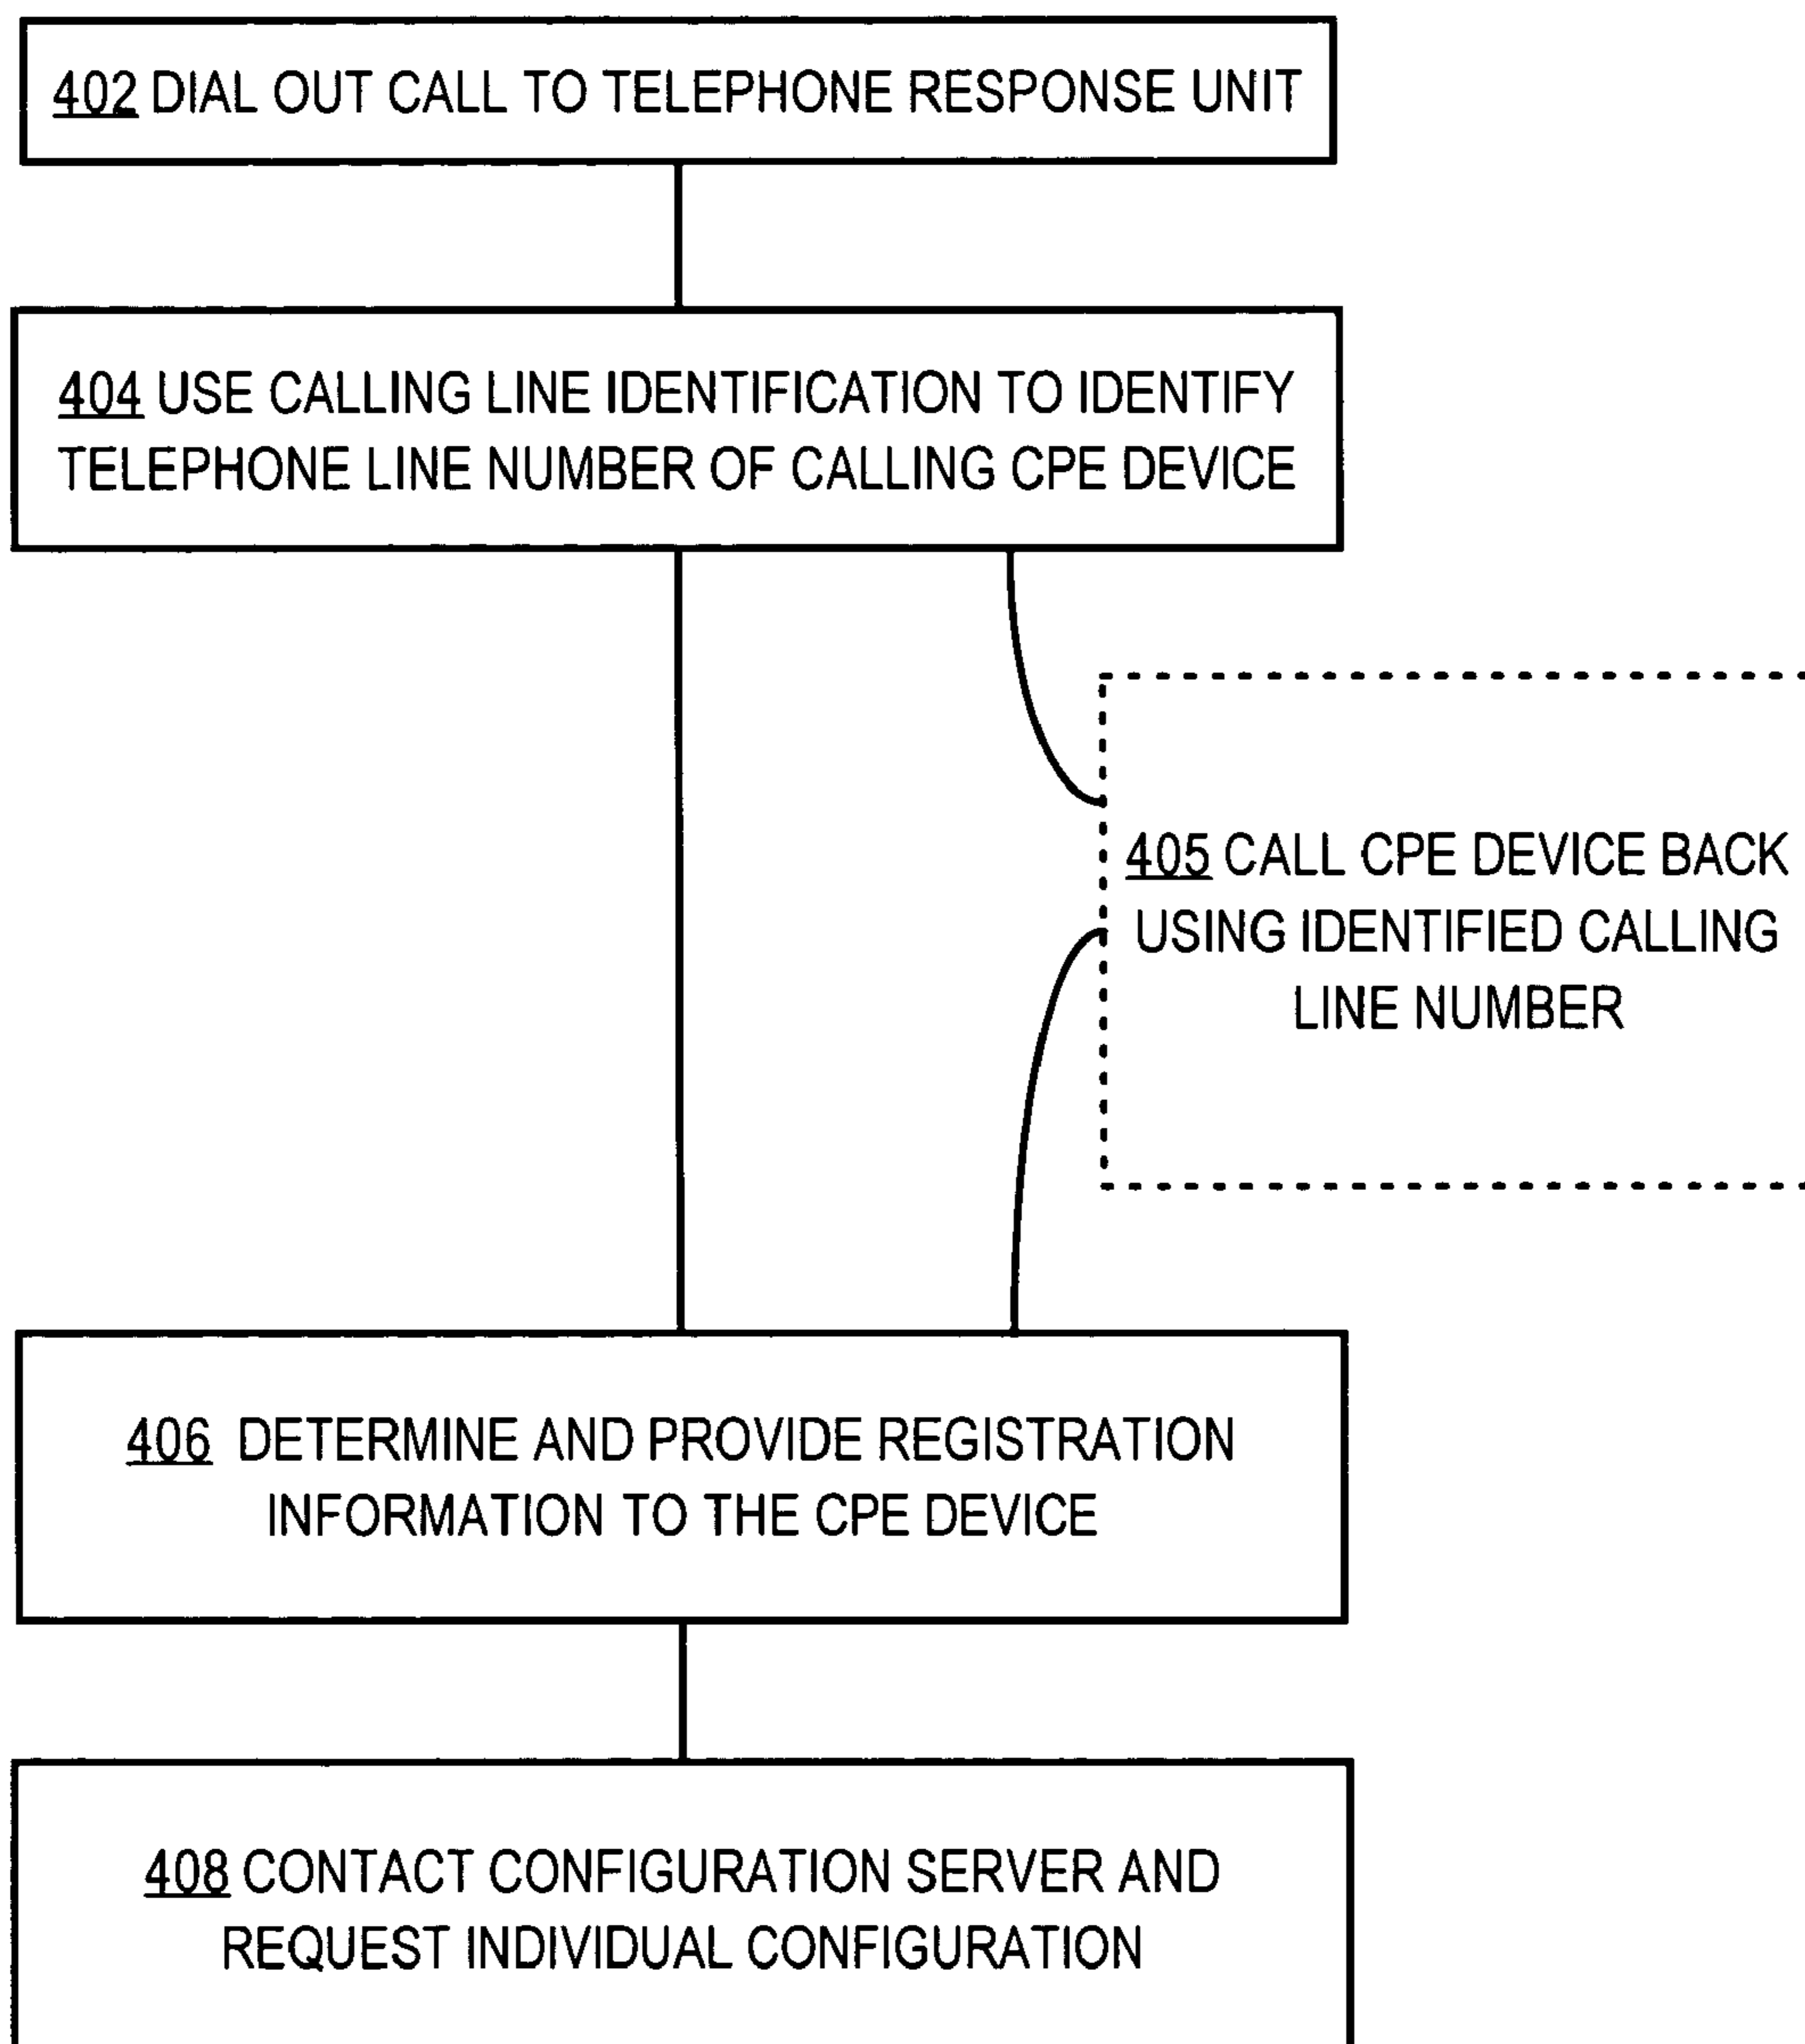 402 DIAL OUT CALL TO TELEPHONE RESPONSE UNIT
404 USE CALLING LINE IDENTIFICATION TO IDENTIFY
TELEPHONE LINE NUMBER OF CALLING CPE DEVICE
405 CALL CPE DEVICE BACK
USING IDENTIFIED CALLING
LINE NUMBER
406 DETERMINE AND PROVIDE REGISTRATION
INFORMATION TO THE CPE DEVICE
408 CONTACT CONFIGURATION SERVER AND
REQUEST INDIVIDUAL CONFIGURATION